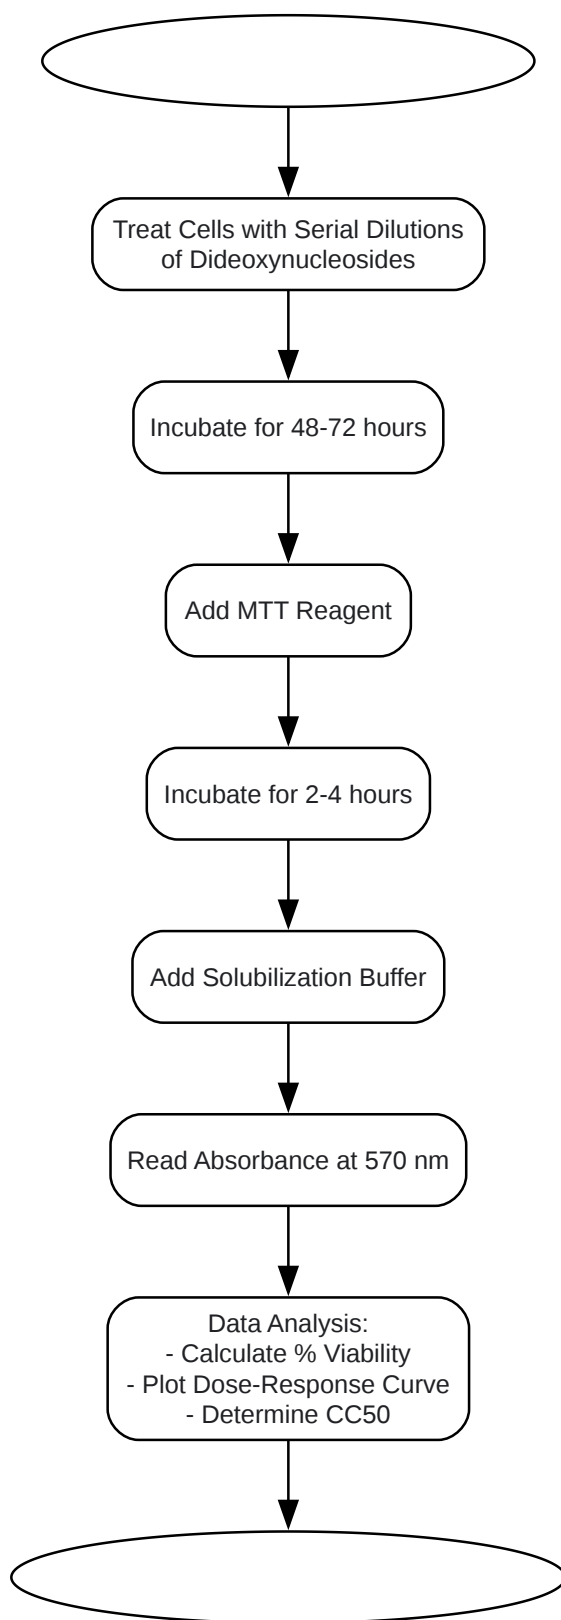 Treat Cells with Serial Dilutions
of Dideoxynucleosides
Incubate for 48-72 hours
Add MTT Reagent
Incubate for 2-4 hours
Add Solubilization Buffer
Read Absorbance at 570 nm
Data Analysis:
- Calculate % Viability
- Plot Dose-Response Curve
- Determine CC50